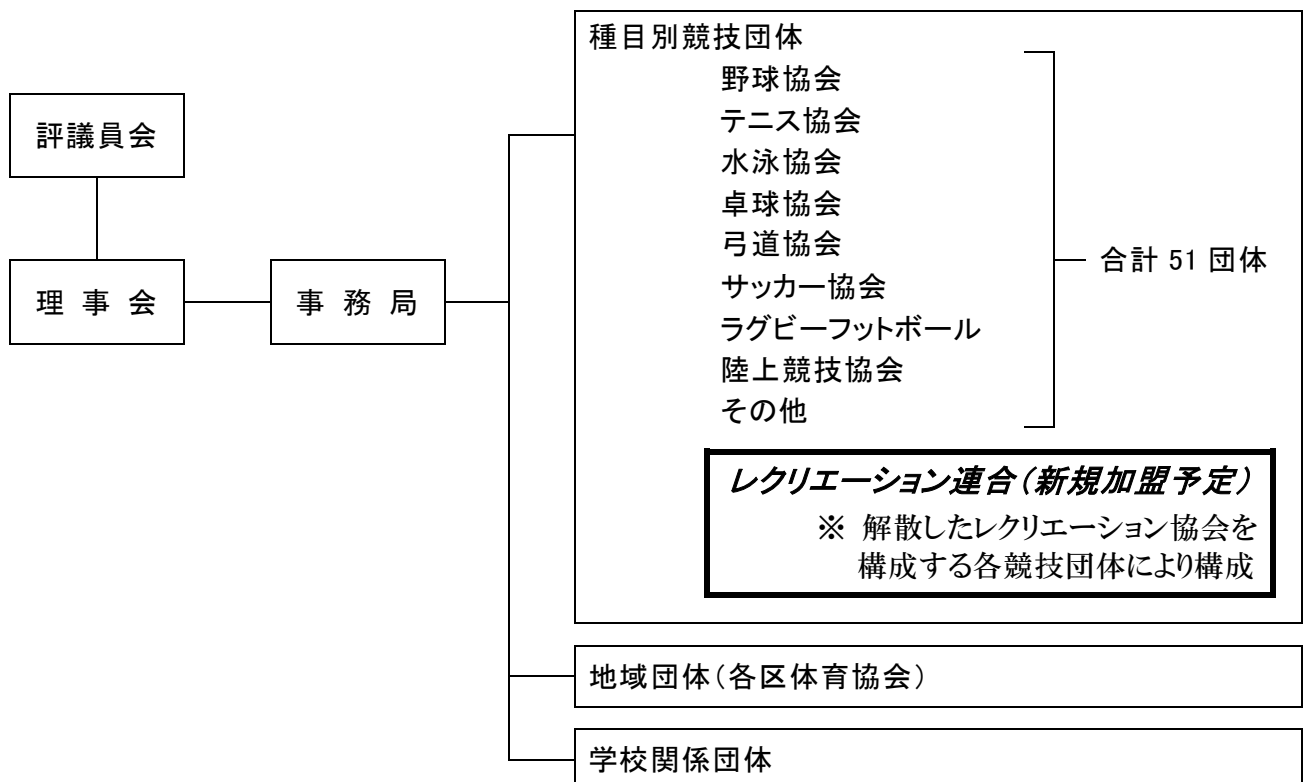 評議員会
理 事 会
事 務 局
種目別競技団体
野球協会
テニス協会
水泳協会
卓球協会
弓道協会
サッカー協会
ラグビーフットボール
陸上競技協会
その他
合計 51 団体
レクリエーション連合（新規加盟予定）
※ 解散したレクリエーション協会を
構成する各競技団体により構成
地域団体（各区体育協会）
学校関係団体